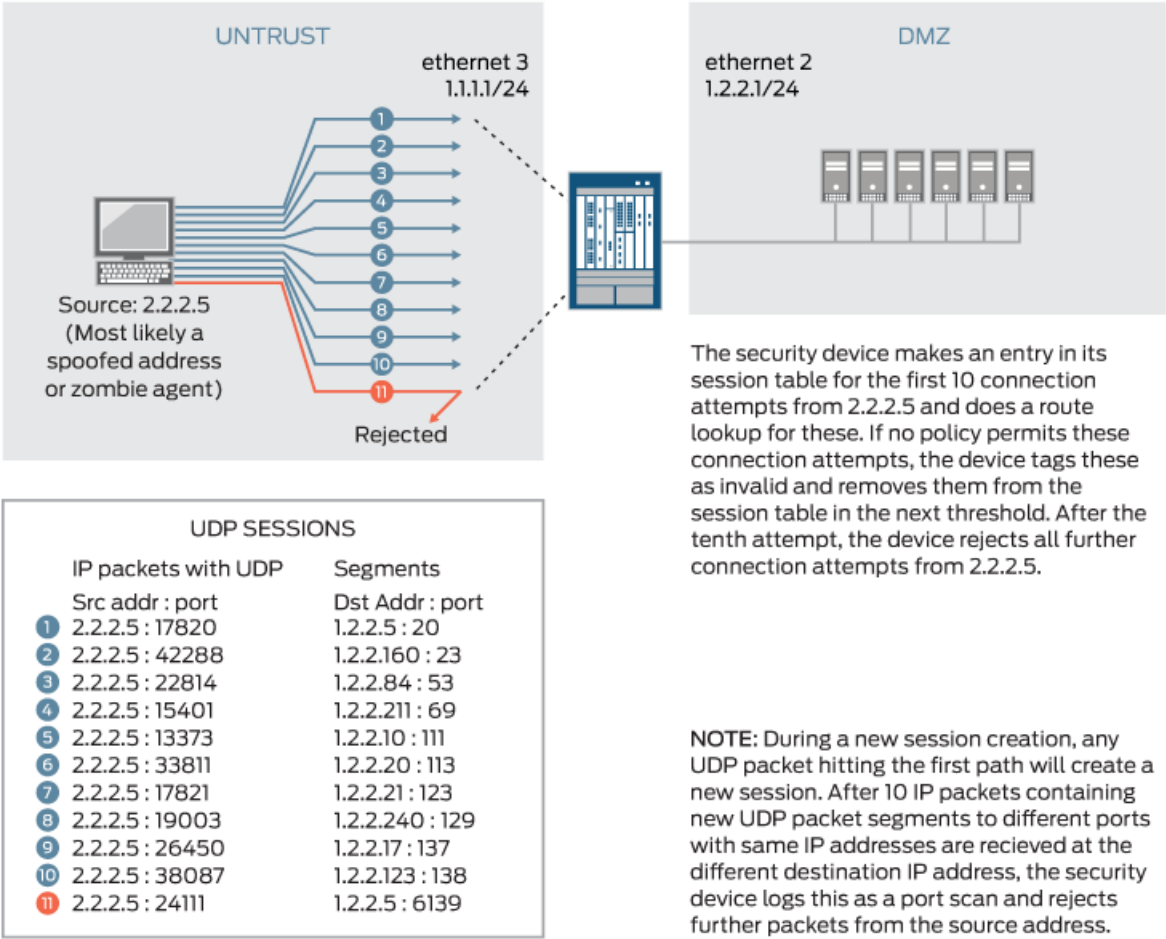 UNTRUST
ethernet 3
1.1.1.1/24
1
2
3
4
5
6
7
8
9
10
11
Source: 2.2.2.5
(Most likely a
spoofed address
or zombie agent)
Rejected
DMZ
ethernet 2
1.2.2.1/24
The security device makes an entry in its
session table for the first 10 connection
attempts from 2.2.2.5 and does a route
lookup for these. If no policy permits these
connection attempts, the device tags these
as invalid and removes them from the
session table in the next threshold. After the
tenth attempt, the device rejects all further
connection attempts from 2.2.2.5.
UDP SESSIONS
IP packets with UDP Segments
Src addr : port Dst Addr : port
1 2.2.2.5 : 17820 1.2.2.5 : 20
2 2.2.2.5 : 42288 1.2.2.160 : 23
3 2.2.2.5 : 22814 1.2.2.84 : 53
4 2.2.2.5 : 15401 1.2.2.211 : 69
5 2.2.2.5 : 13373 1.2.2.10 : 111
6 2.2.2.5 : 33811 1.2.2.20 : 113
7 2.2.2.5 : 17821 1.2.2.21 : 123
8 2.2.2.5 : 19003 1.2.2.240 : 129
9 2.2.2.5 : 26450 1.2.2.17 : 137
10 2.2.2.5 : 38087 1.2.2.123 : 138
11 2.2.2.5 : 24111 1.2.2.5 : 6139
NOTE: During a new session creation, any
UDP packet hitting the first path will create a
new session. After 10 IP packets containing
new UDP packet segments to different ports
with same IP addresses are recieved at the
different destination IP address, the security
device logs this as a port scan and rejects
further packets from the source address.